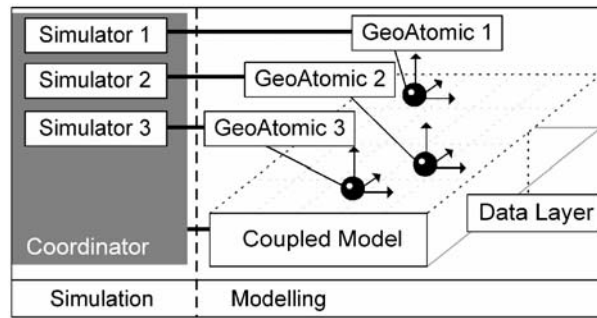 Simulator 1
GeoAtomic 1
Simulator 2
GeoAtomic 2
Simulator 3
GeoAtomic 3
Data Layer
Coordinator
Coupled Model
Simulation
Modelling